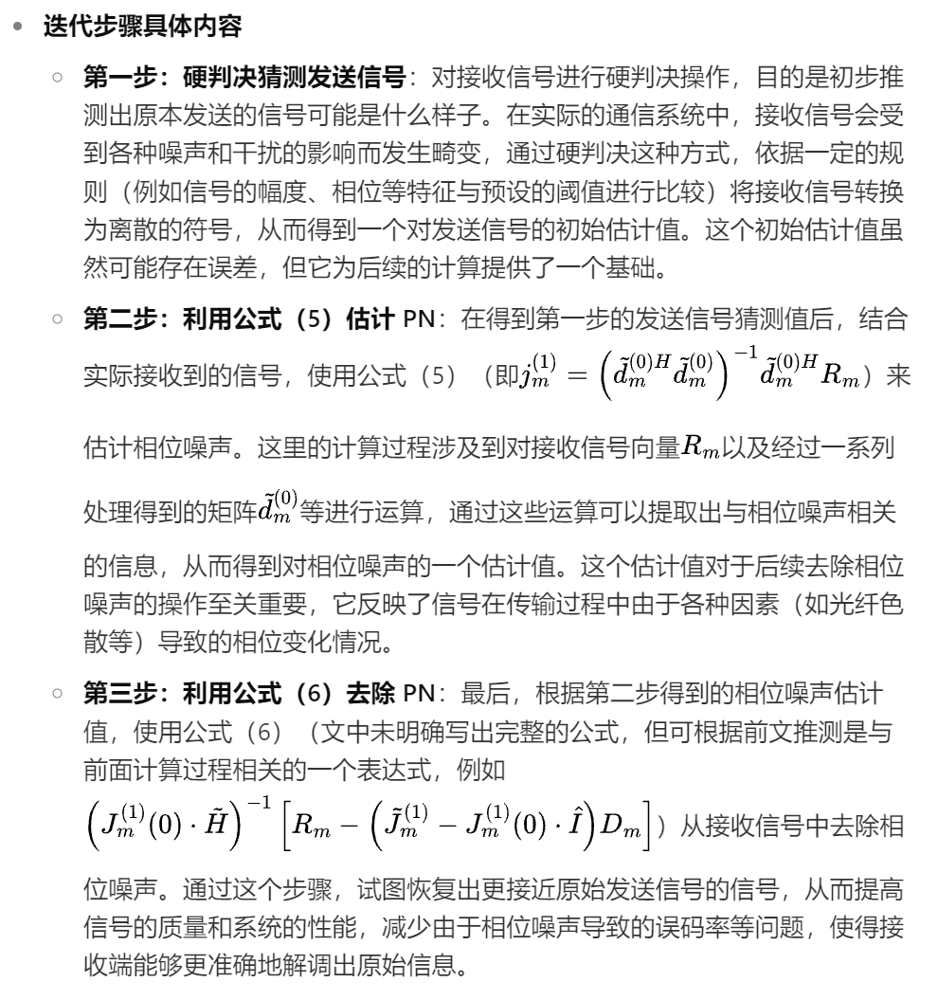 迭代步骤具体内容
第一步：硬判决猜测发送信号：对接收信号进行硬判决操作，目的是初步推
测出原本发送的信号可能是什么样子。在实际的通信系统中，接收信号会受
到各种噪声和干扰的影响而发生畸变，通过硬判决这种方式，依据一定的规
则（例如信号的幅度、相位等特征与预设的阈值进行比较）将接收信号转换
为离散的符号，从而得到一个对发送信号的初始估计值。这个初始估计值虽
然可能存在误差，但它为后续的计算提供了一个基础。
第二步：利用公式（5）估计 PN：在得到第一步的发送信号猜测值后，结合
实际接收到的信号，使用公式（5）（即$j_m^{(1)} = \left(\tilde{d}_m^{(0)H}\tilde{d}_m^{(0)}\right)^{-1}\tilde{d}_m^{(0)H}R_m$）来
估计相位噪声。这里的计算过程涉及到对接收信号向量$R_m$以及经过一系列
处理得到的矩阵$\tilde{d}_m^{(0)}$等进行运算，通过这些运算可以提取出与相位噪声相关
的信息，从而得到对相位噪声的一个估计值。这个估计值对于后续去除相位
噪声的操作至关重要，它反映了信号在传输过程中由于各种因素（如光纤色
散等）导致的相位变化情况。
第三步：利用公式（6）去除 PN：最后，根据第二步得到的相位噪声估计
值，使用公式（6）（文中未明确写出完整的公式，但可根据前文推测是与
前面计算过程相关的一个表达式，例如
$\left(J_m^{(1)}(0)\cdot\tilde{H}\right)^{-1}\left[R_m-\left(\tilde{J}_m^{(1)}-J_m^{(1)}(0)\cdot\hat{I}\right)D_m\right]$）从接收信号中去除相
位噪声。通过这个步骤，试图恢复出更接近原始发送信号的信号，从而提高
信号的质量和系统的性能，减少由于相位噪声导致的误码率等问题，使得接
收端能够更准确地解调出原始信息。